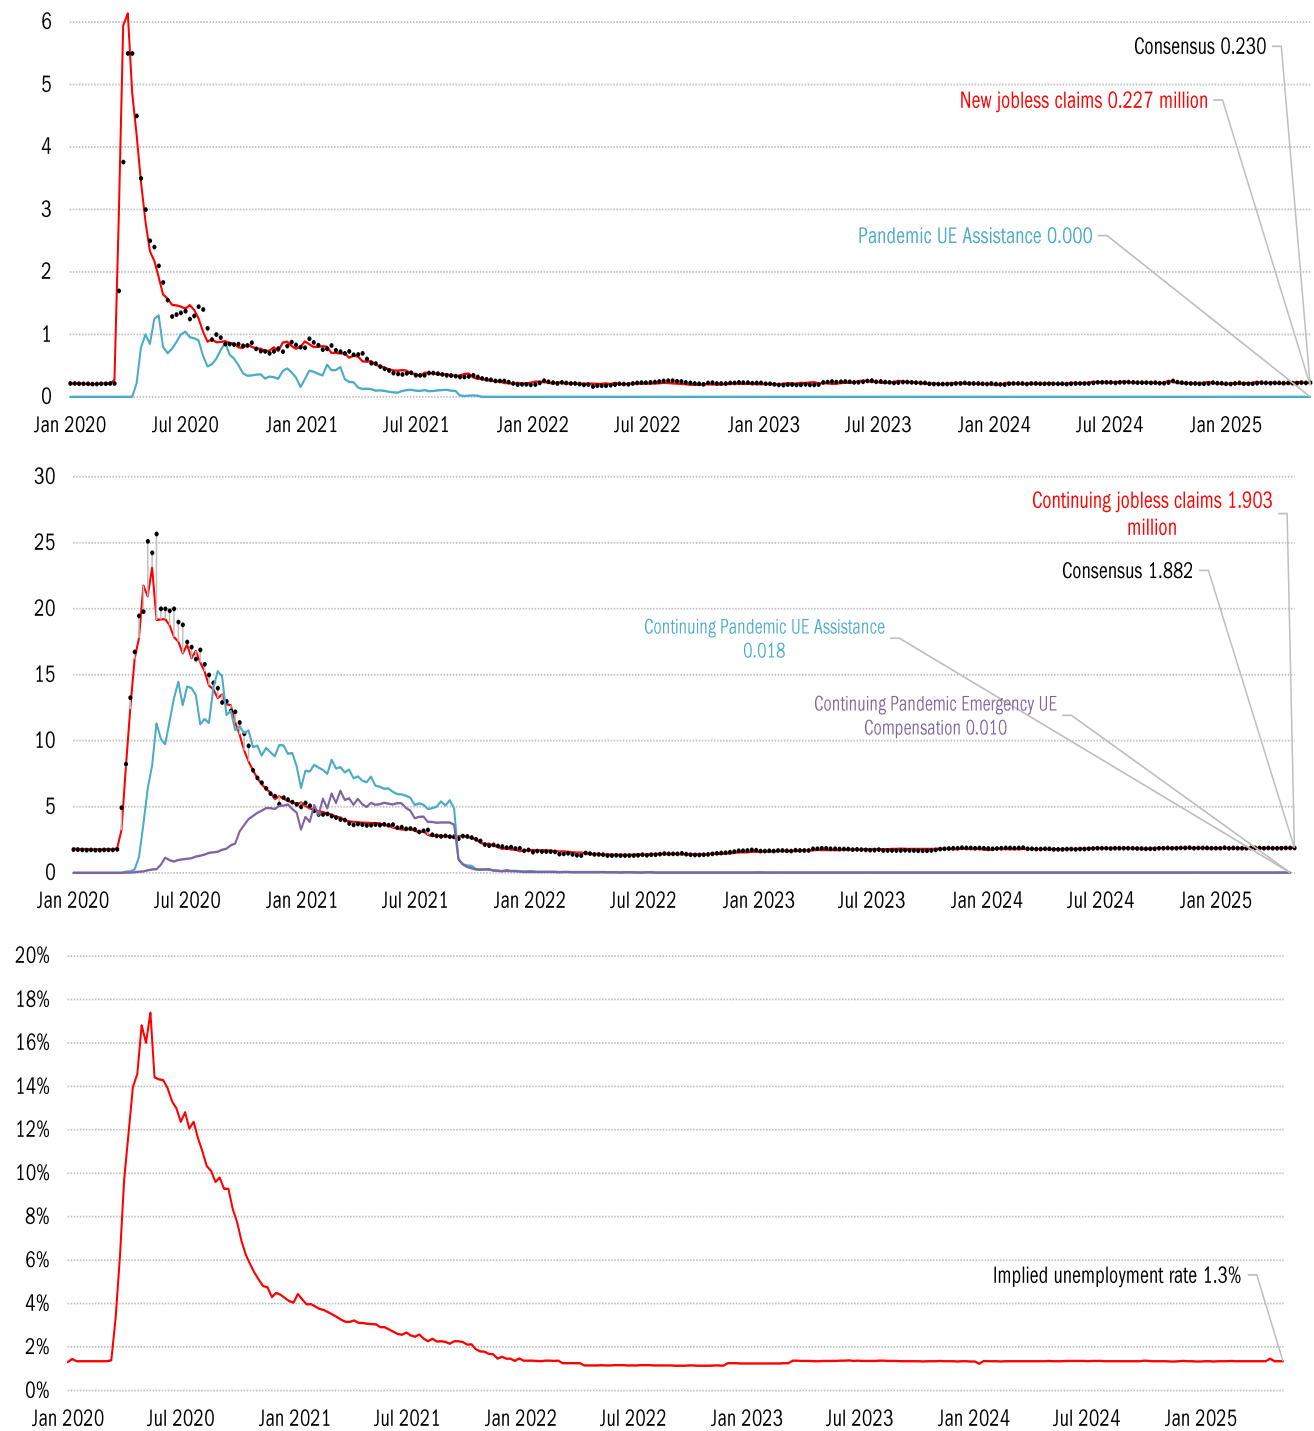 6
Consensus 0.230
5
New jobless claims 0.227 million
4
3
Pandemic UE Assistance 0.000
2
1
0
Jan 2020 Jul 2020 Jan 2021 Jul 2021 Jan 2022 Jul 2022 Jan 2023 Jul 2023 Jan 2024 Jul 2024 Jan 2025
30
Continuing jobless claims 1.903
million
25
Consensus 1.882
20
Continuing Pandemic UE Assistance
0.018
15
Continuing Pandemic Emergency UE
Compensation 0.010
10
5
0
Jan 2020 Jul 2020 Jan 2021 Jul 2021 Jan 2022 Jul 2022 Jan 2023 Jul 2023 Jan 2024 Jul 2024 Jan 2025
20%
18%
16%
14%
12%
10%
8%
6%
Implied unemployment rate 1.3%
4%
2%
0%
Jan 2020 Jul 2020 Jan 2021 Jul 2021 Jan 2022 Jul 2022 Jan 2023 Jul 2023 Jan 2024 Jul 2024 Jan 2025